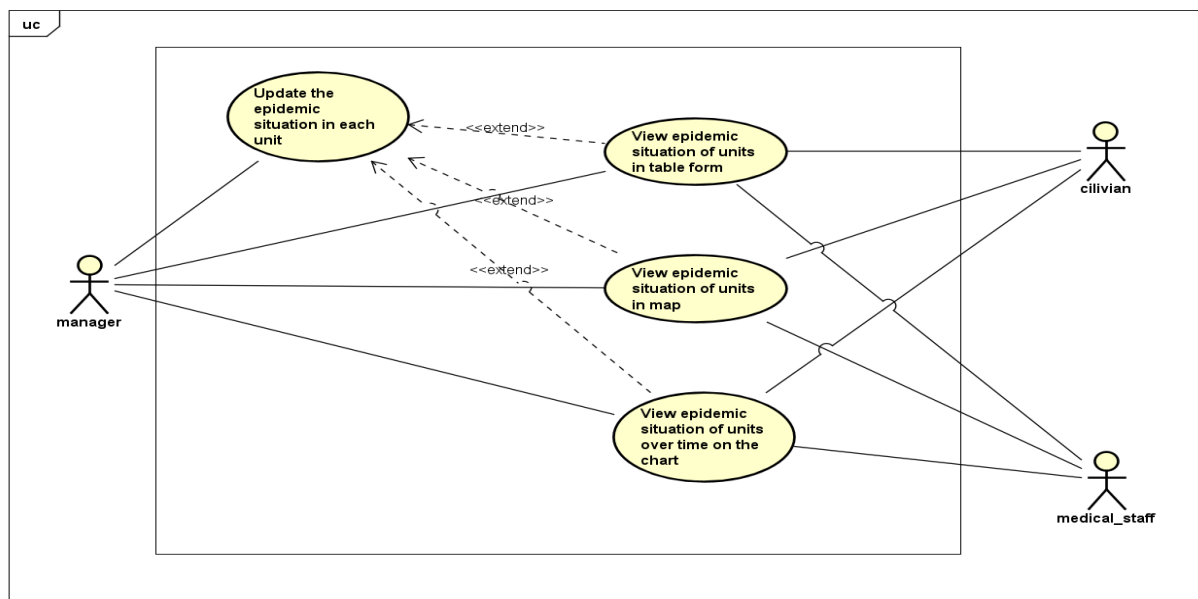 uc
Update the
epidemic
situation in each
unit
<<extend>>
View epidemic
situation of units
in table form
cilivian
<<extend>>
<<extend>>
View epidemic
situation of units
in map
manager
View epidemic
situation of units
over time on the
chart
medical_staff